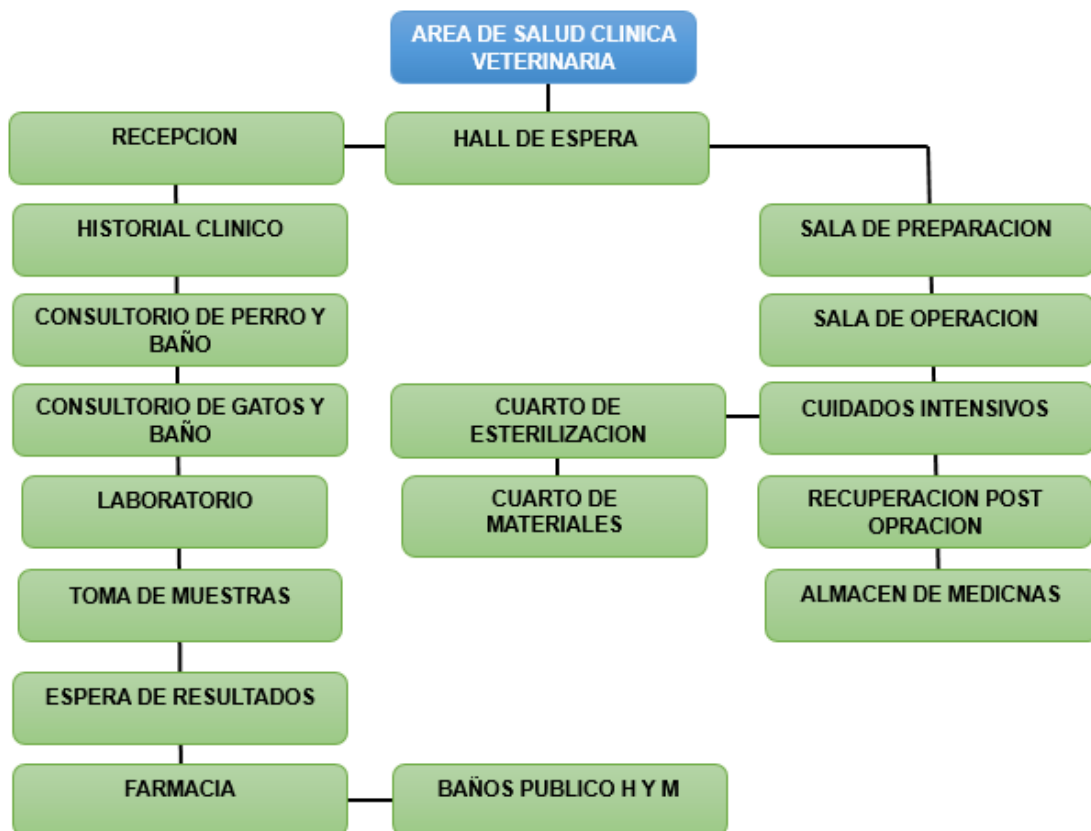 AREA DE SALUD CLINICA
VETERINARIA
RECEPCION
HALL DE ESPERA
HISTORIAL CLINICO
SALA DE PREPARACION
CONSULTORIO DE PERRO Y
BAÑO
SALA DE OPERACION
CONSULTORIO DE GATOS Y
BAÑO
CUARTO DE
ESTERILIZACION
CUIDADOS INTENSIVOS
LABORATORIO
CUARTO DE
MATERIALES
RECUPERACION POST
OPRACION
TOMA DE MUESTRAS
ALMACEN DE MEDICNAS
ESPERA DE RESULTADOS
FARMACIA
BAÑOS PUBLICO H Y M